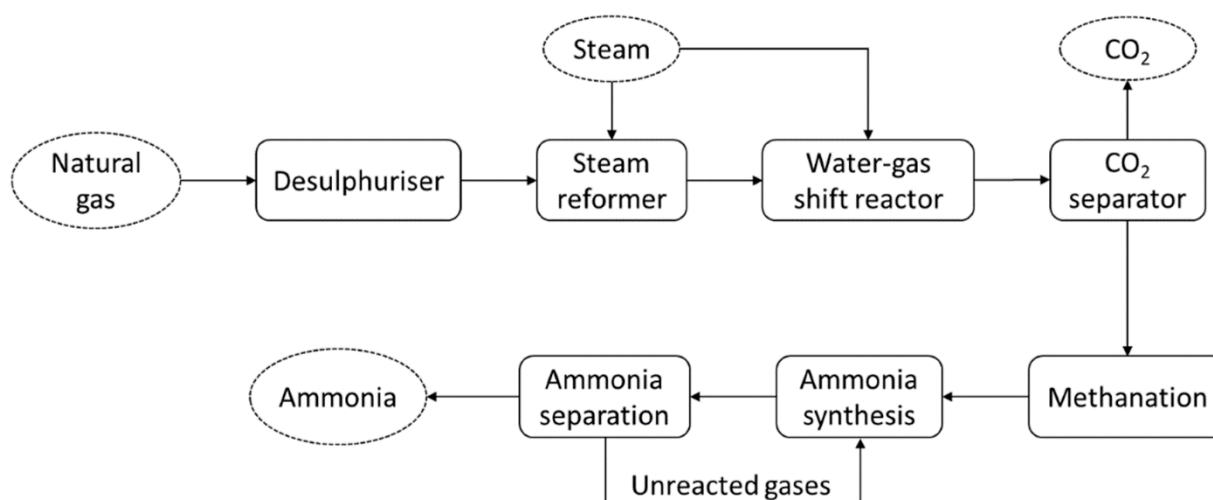 Steam
CO₂
Natural
gas
Desulphuriser
Steam
reformer
Water-gas
shift reactor
CO₂
separator
Ammonia
Ammonia
separation
Ammonia
synthesis
Methanation
Unreacted gases